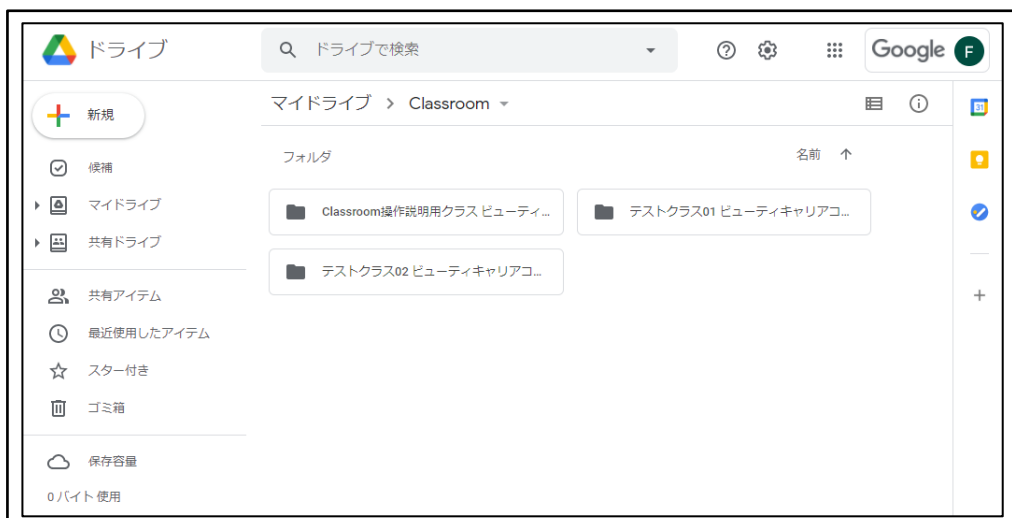 ドライブ
ドライブで検索
Google
F
新規
マイドライブ > Classroom
31
候補
フォルダ
名前
マイドライブ
Classroom操作説明用クラス ビューティ...
テストクラス01 ビューティキャリアコ...
共有ドライブ
テストクラス02 ビューティキャリアコ...
共有アイテム
最近使用したアイテム
スター付き
ゴミ箱
保存容量
0 バイト 使用